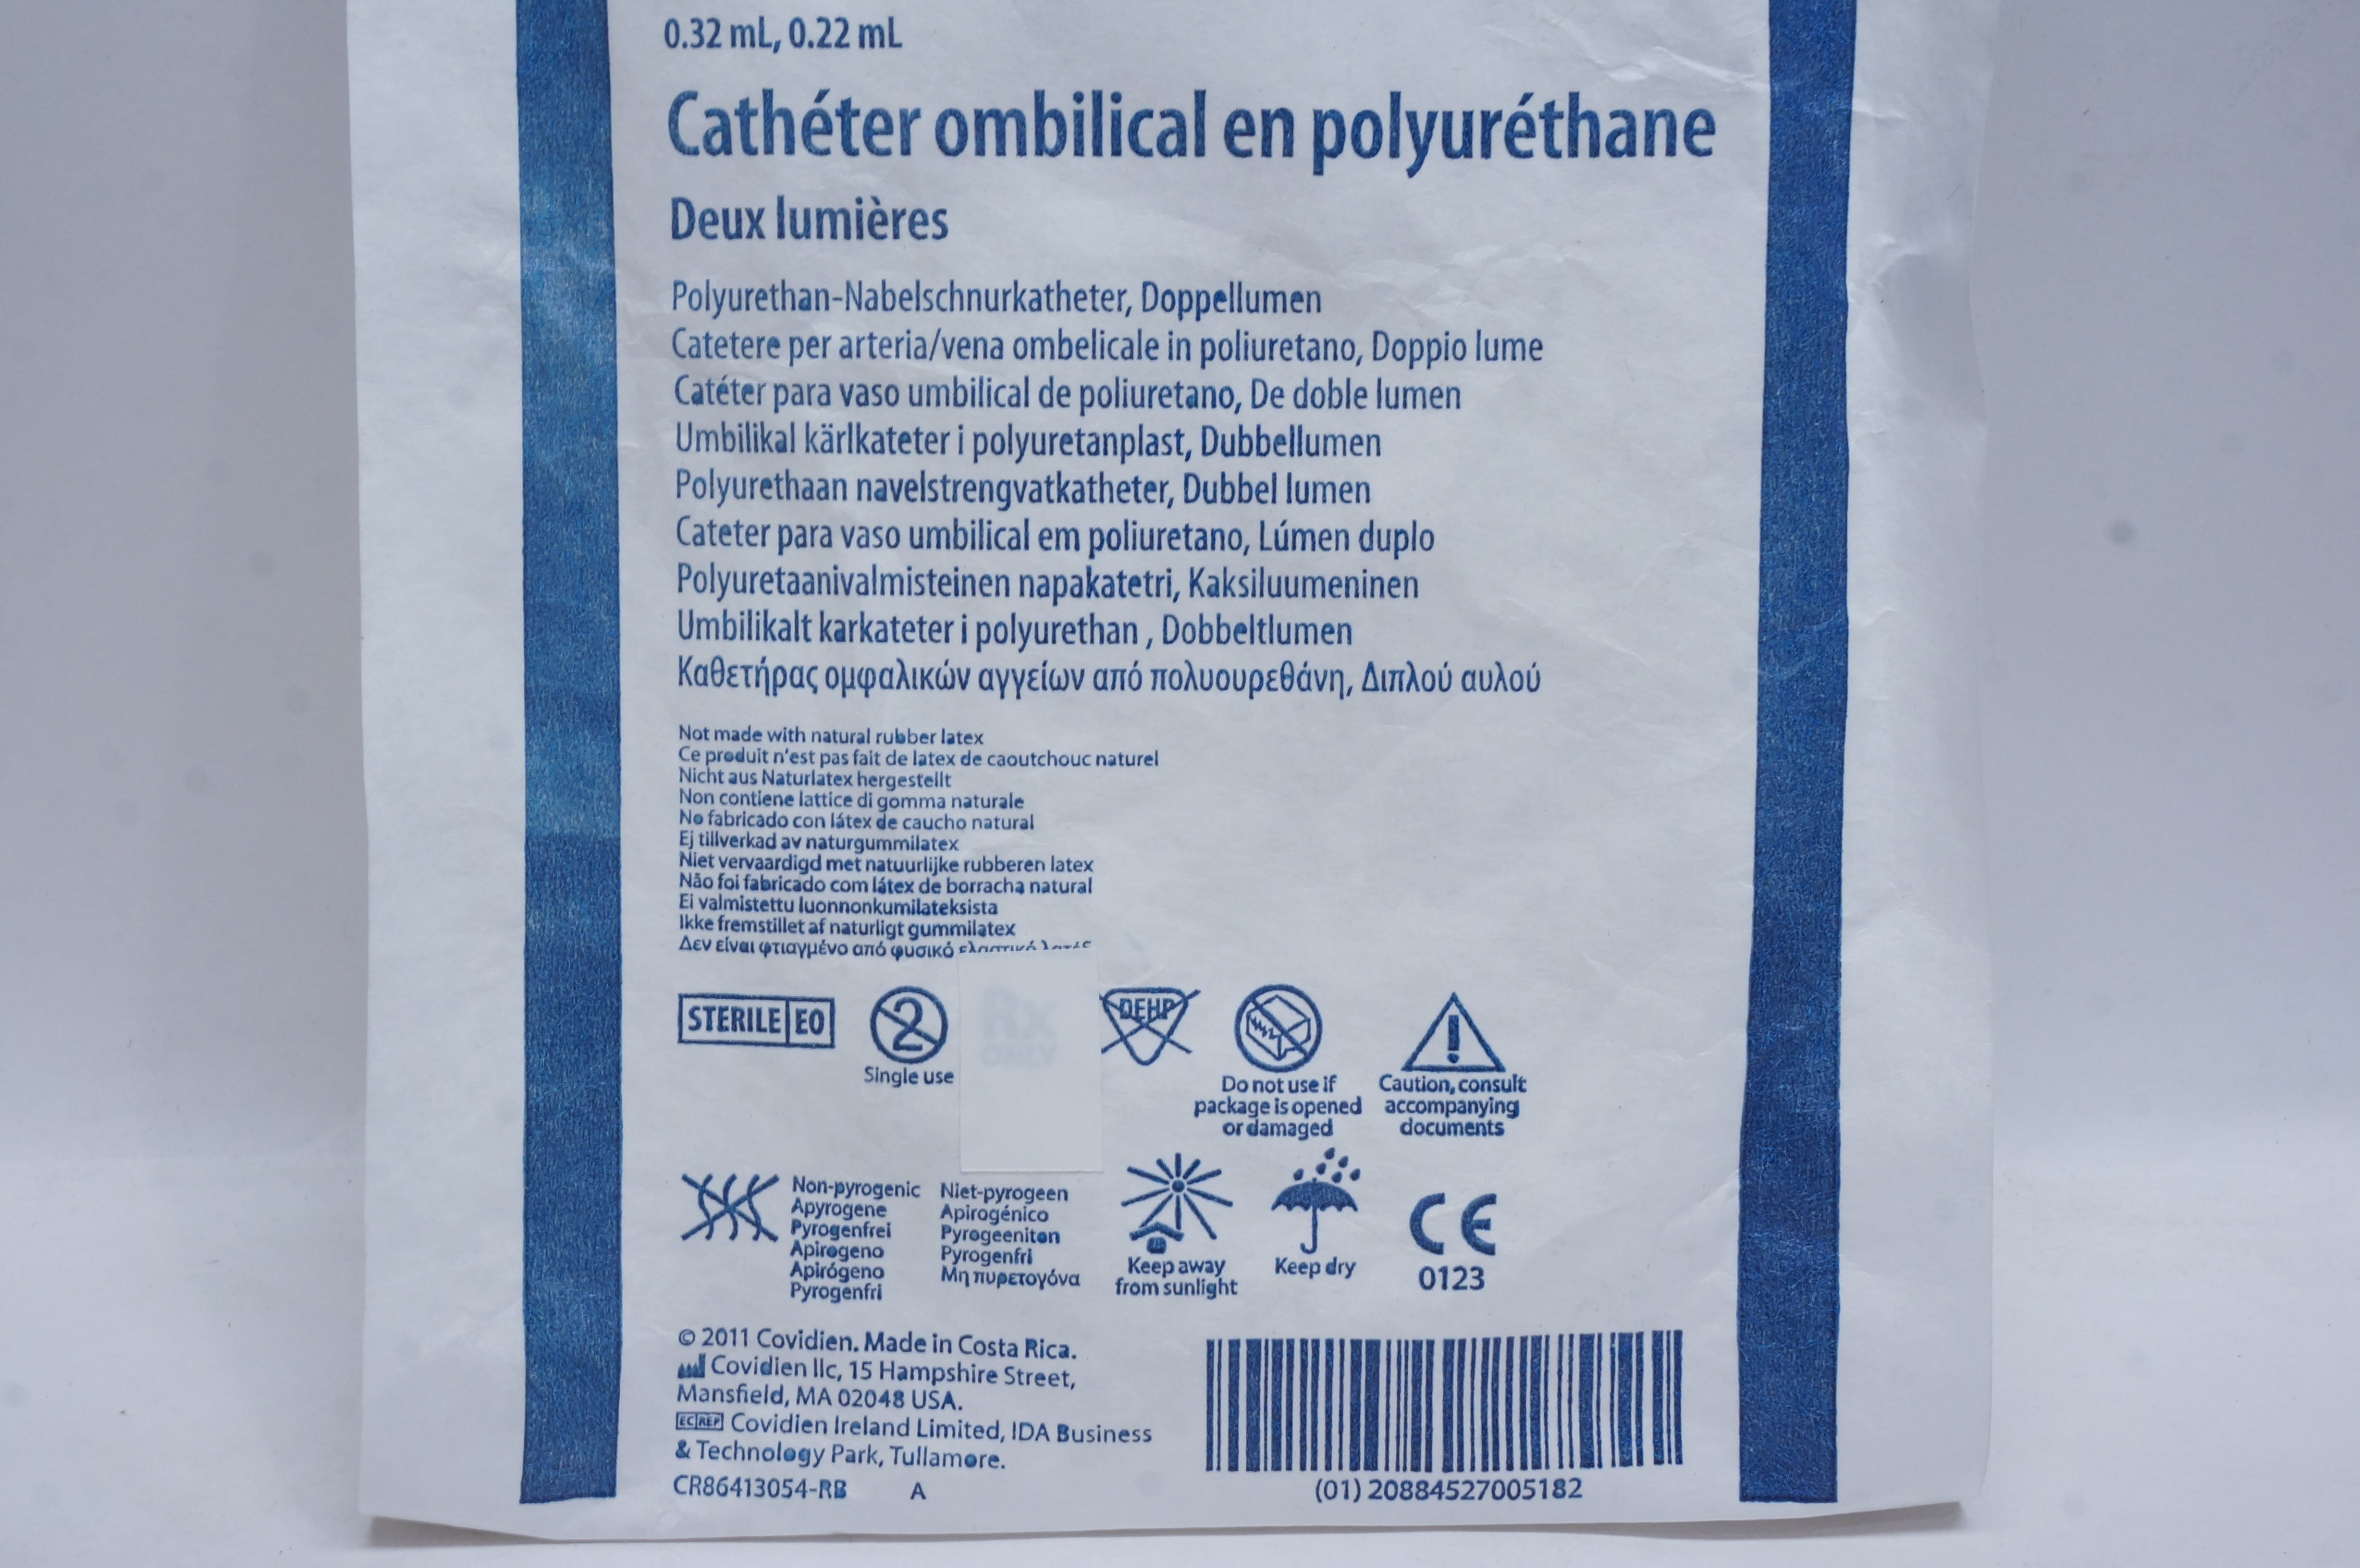 0.32 mL, 0.22 mL
Cathéter ombilical en polyuréthane
Deux lumières
Polyurethan-Nabelschnurkatheter, Doppellumen
Catetere per arteria/vena ombelicale in poliuretano, Doppio lume
Catéter para vaso umbilical de poliuretano, De doble lumen
Umbilikal kärlkateter i polyuretanplast, Dubbellumen
Polyurethaan navelstrengvatkatheter, Dubbel lumen
Cateter para vaso umbilical em poliuretano, Lúmen duplo
Polyuretaanivalmisteinen napakatetri, Kaksiluumeninen
Umbilikalt karkateter i polyurethan , Dobbeltlumen
Καθετήρας ομφαλικών αγγείων από πολυουρεθάνη, Διπλού αυλού
Not made with natural rubber latex
Ce produit n'est pas fait de latex de caoutchouc naturel
Nicht aus Naturlatex hergestellt
Non contiene lattice di gomma naturale
No fabricado con látex de caucho natural
Ej tillverkad av naturgummilatex
Niet vervaardigd met natuurlijke rubberen latex
Não foi fabricado com látex de borracha natural
Ei valmistettu luonnonkumilateksista
Ikke fremstillet af naturligt gummilatex
Δεν είναι φτιαγμένο από φυσικό
STERILE EO
2
Single use
Rx
ONLY
DEHP
Do not use if
package is opened
or damaged
!
Caution, consult
accompanying
documents
Non-pyrogenic
Apyrogene
Pyrogenfrei
Apirogeno
Apirógeno
Pyrogenfri
Niet-pyrogeen
Apirogénico
Pyrogeeniton
Pyrogenfri
Μη πυρετογόνα
Keep away
from sunlight
Keep dry
CE
0123
© 2011 Covidien. Made in Costa Rica.
Covidien llc, 15 Hampshire Street,
Mansfield, MA 02048 USA.
EC REP Covidien Ireland Limited, IDA Business
& Technology Park, Tullamore.
CR86413054-RB A
(01) 20884527005182